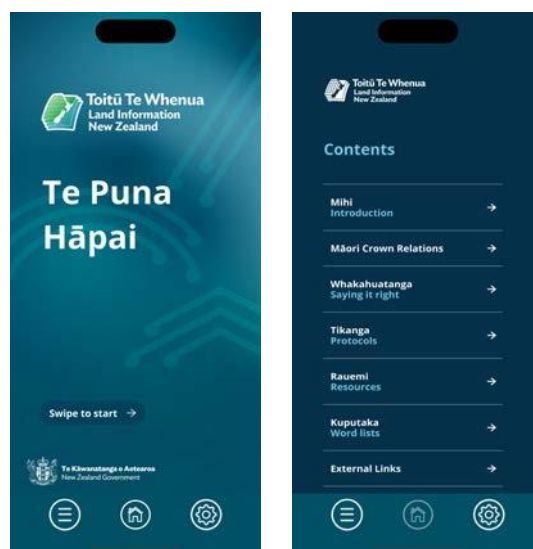 Toitū Te Whenua
Land Information
New Zealand
Te Puna
Hāpai
Swipe to start →
Te Kāwanatanga o Aotearoa
New Zealand Government
Toitū Te Whenua
Land Information
New Zealand
Contents
Mihi
Introduction
Māori Crown Relations
Whakahuatanga
Saying it right
Tikanga
Protocols
Rauemi
Resources
Kuputaka
Word lists
External Links